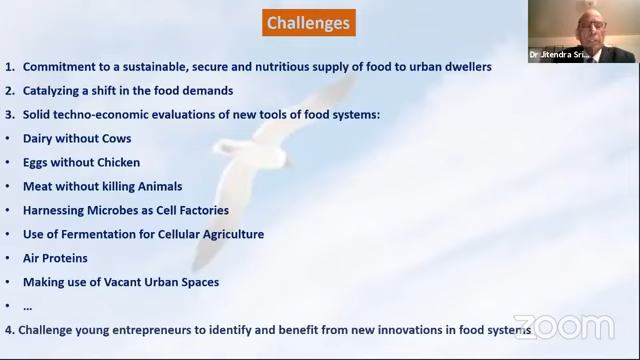 Challenges
Dr Jitendra Sri...
1. Commitment to a sustainable, secure and nutritious supply of food to urban dwellers
2. Catalyzing a shift in the food demands
3. Solid techno-economic evaluations of new tools of food systems:
• Dairy without Cows
• Eggs without Chicken
• Meat without killing Animals
• Harnessing Microbes as Cell Factories
• Use of Fermentation for Cellular Agriculture
• Air Proteins
• Making use of Vacant Urban Spaces
• ...
4. Challenge young entrepreneurs to identify and benefit from new innovations in food systems
zoom